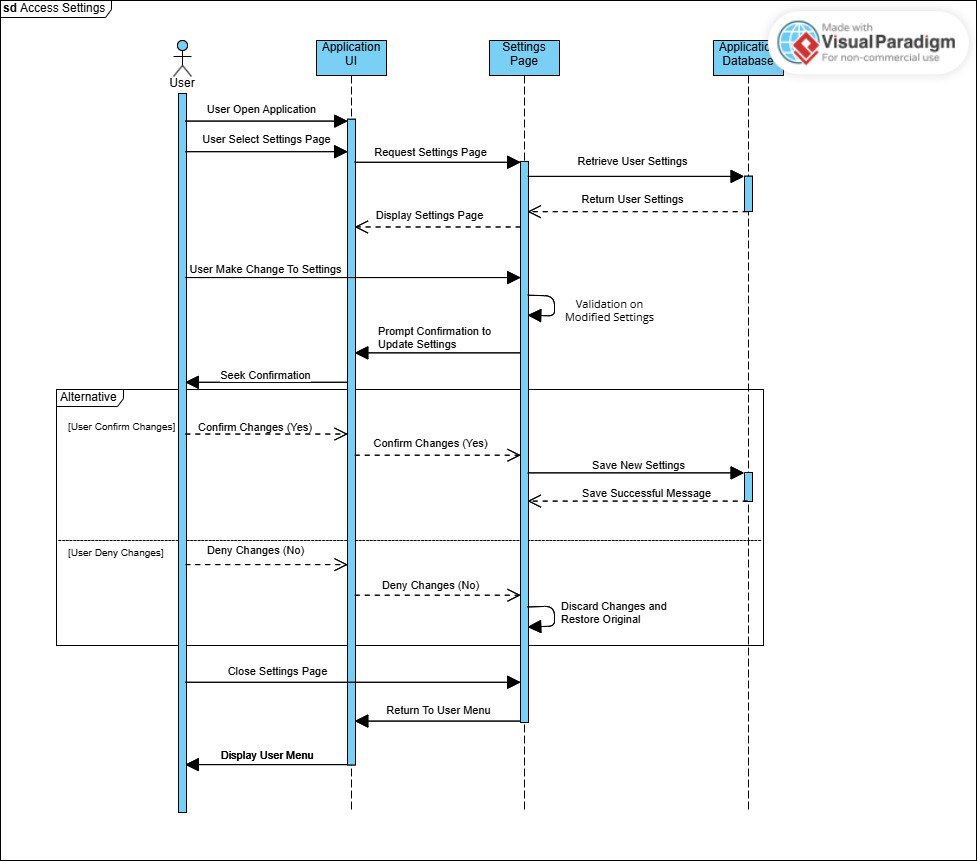 sd Access Settings
Made with
Visual Paradigm
For non-commercial use
User
Application
UI
Settings
Page
Database
User Open Application
User Select Settings Page
Request Settings Page
Retrieve User Settings
Return User Settings
Display Settings Page
User Make Change To Settings
Validation on
Modified Settings
Prompt Confirmation to
Update Settings
Seek Confirmation
Alternative
[User Confirm Changes]
Confirm Changes (Yes)
Confirm Changes (Yes)
Save New Settings
Save Successful Message
[User Deny Changes]
Deny Changes (No)
Deny Changes (No)
Discard Changes and
Restore Original
Close Settings Page
Return To User Menu
Display User Menu